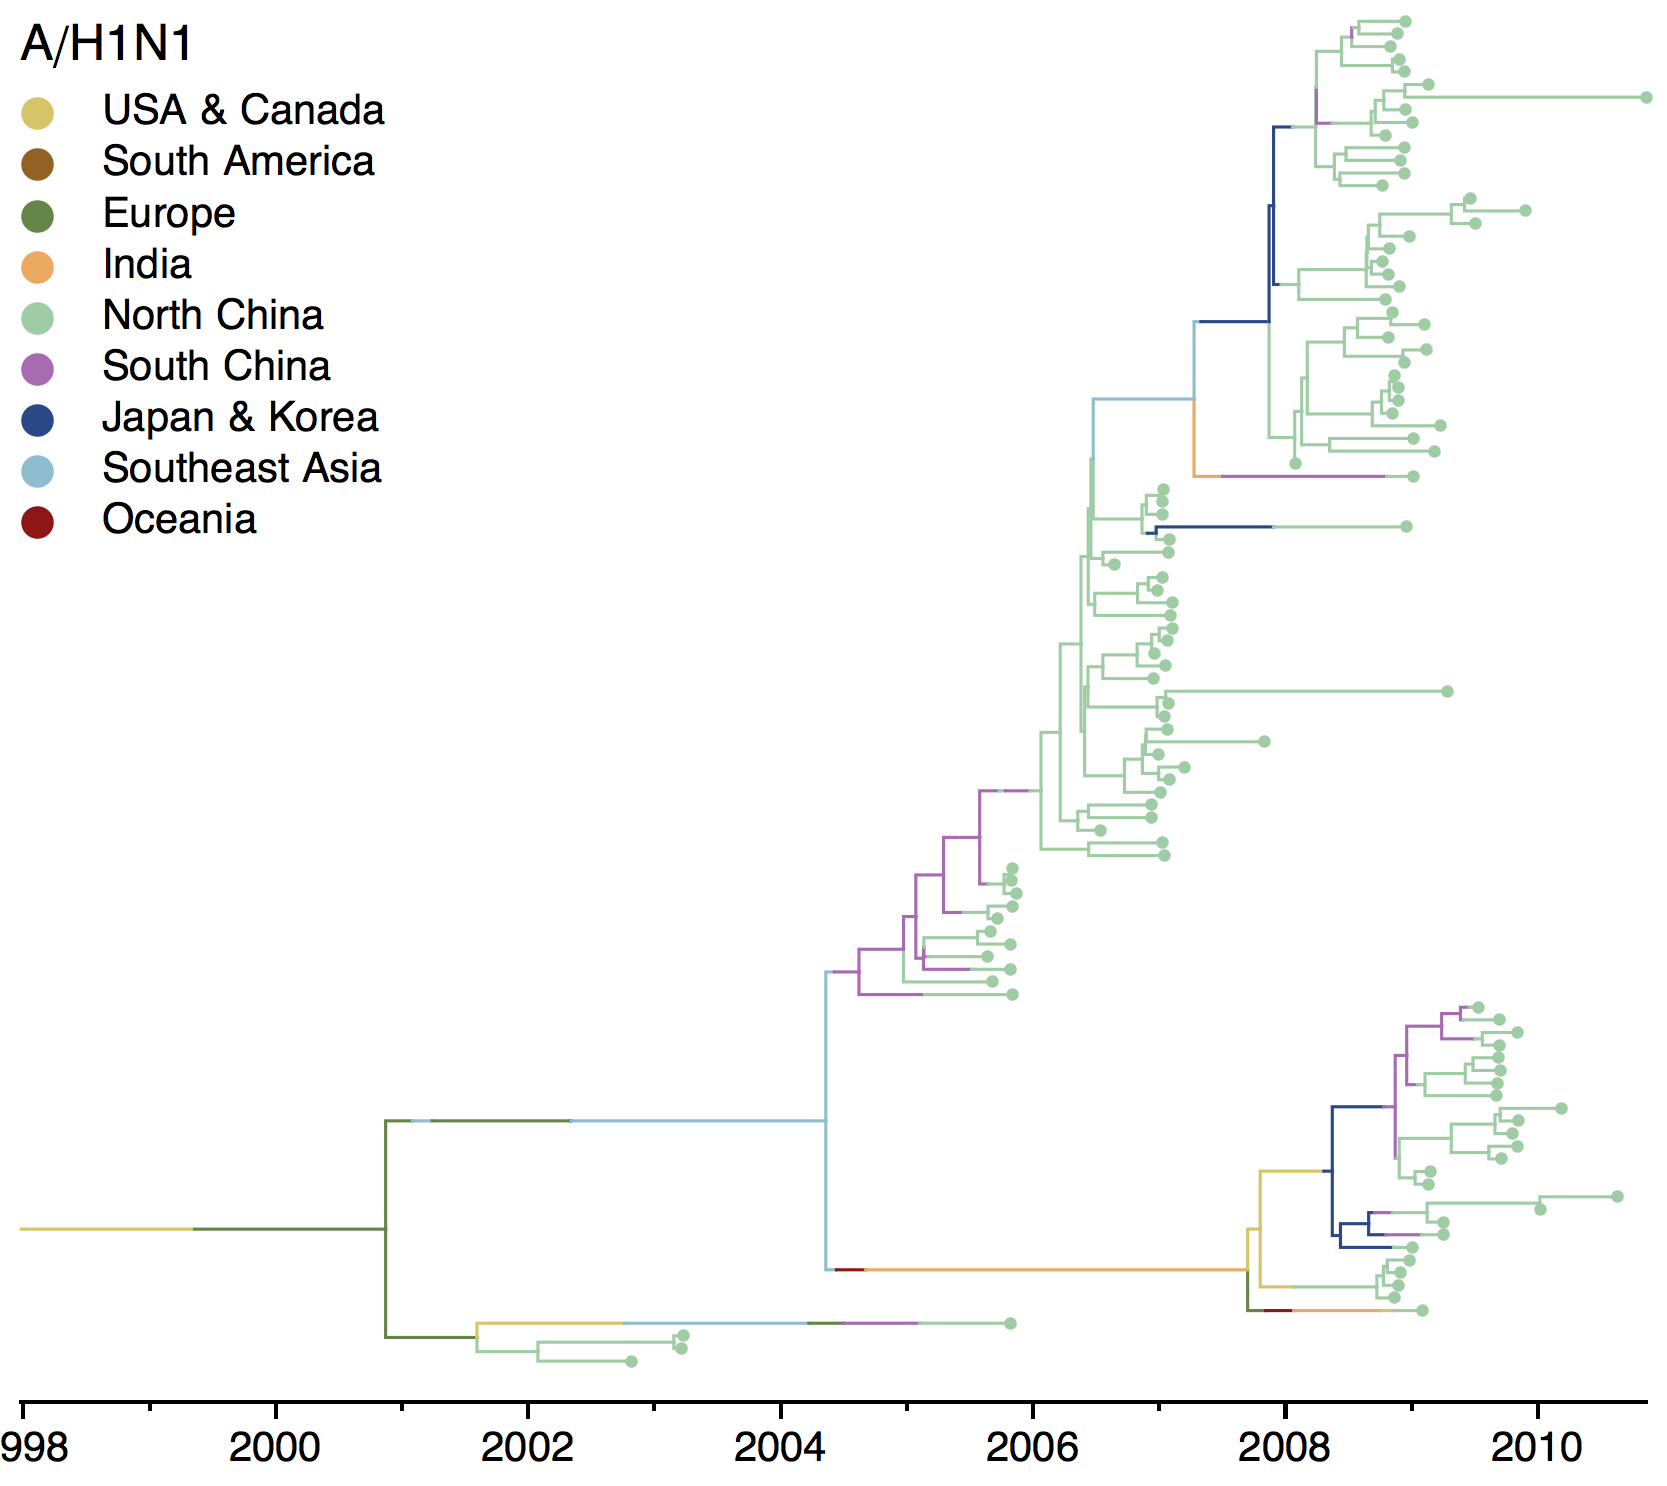 A/H1N1
USA & Canada
South America
Europe
India
North China
South China
Japan & Korea
Southeast Asia
Oceania
998 2000 2002 2004 2006 2008 2010